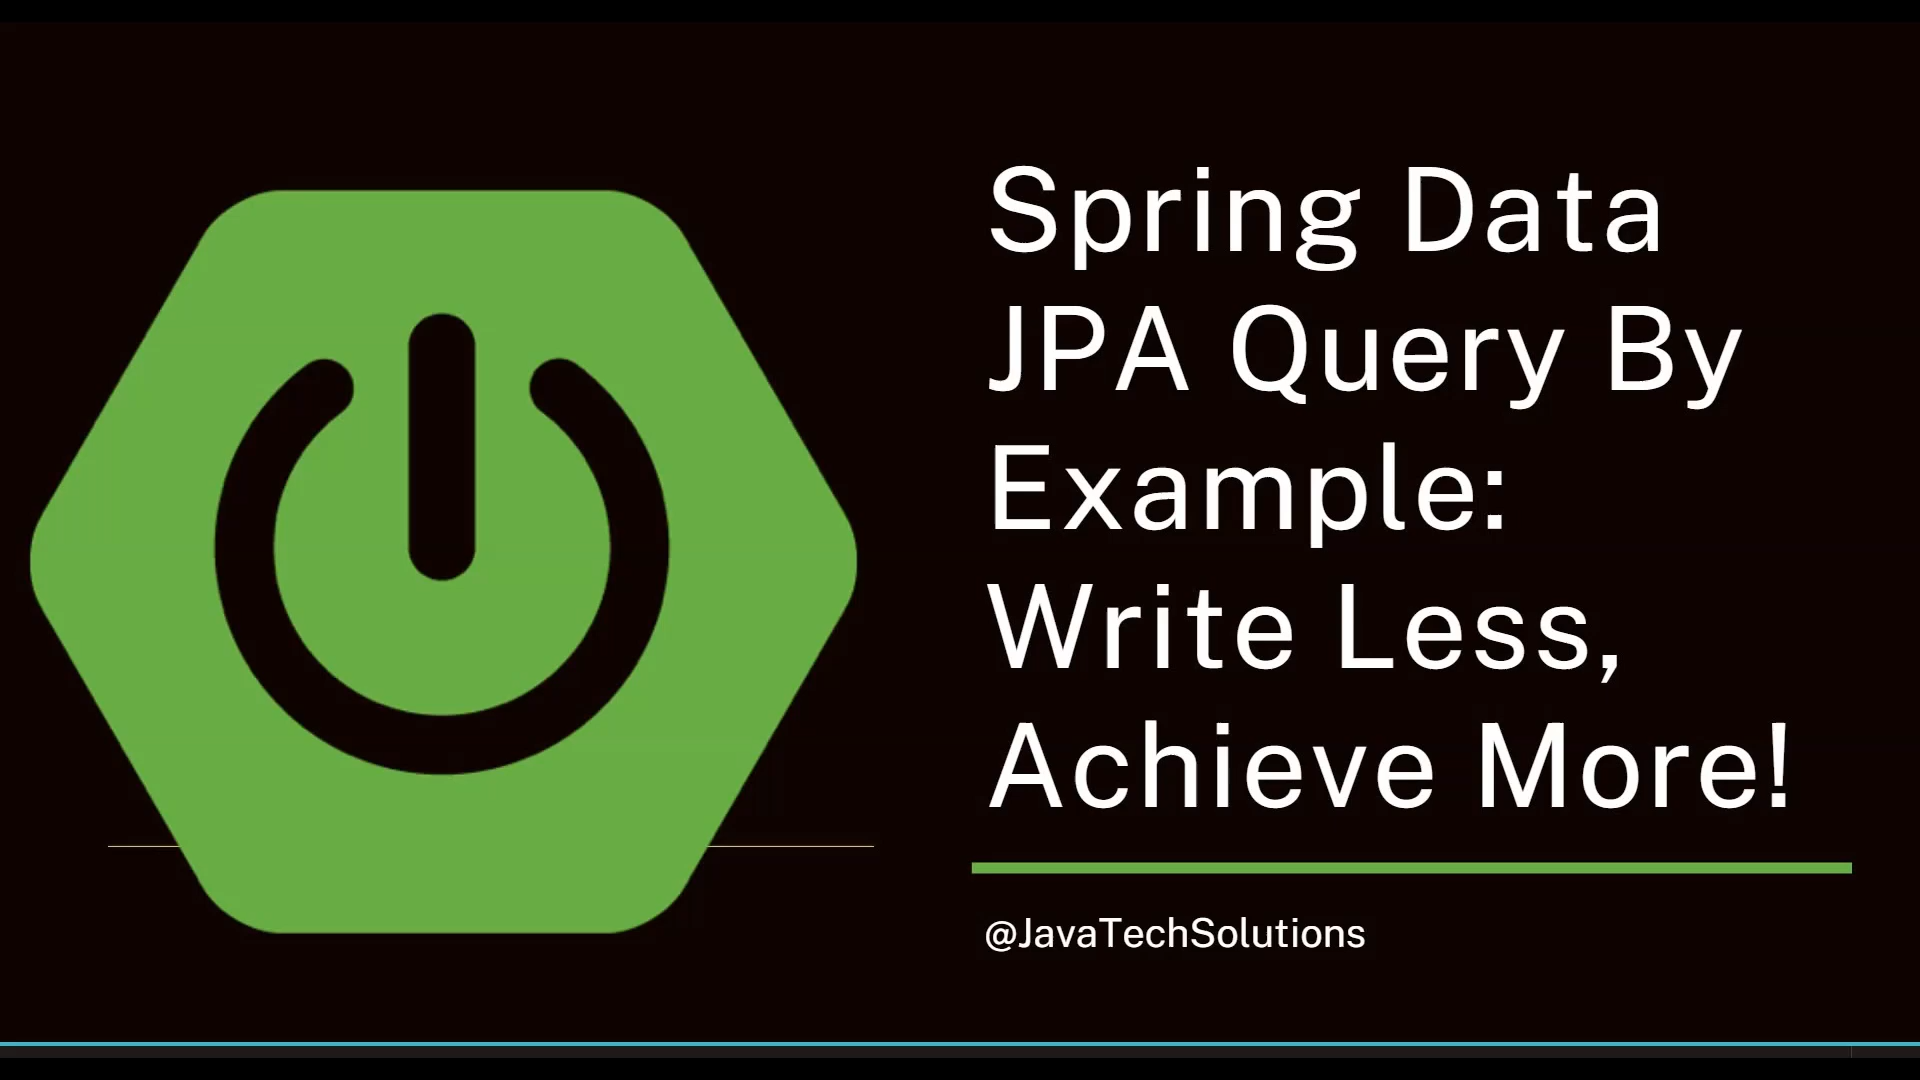 Spring Data
JPA Query By
Example:
Write Less,
Achieve More!
@JavaTechSolutions